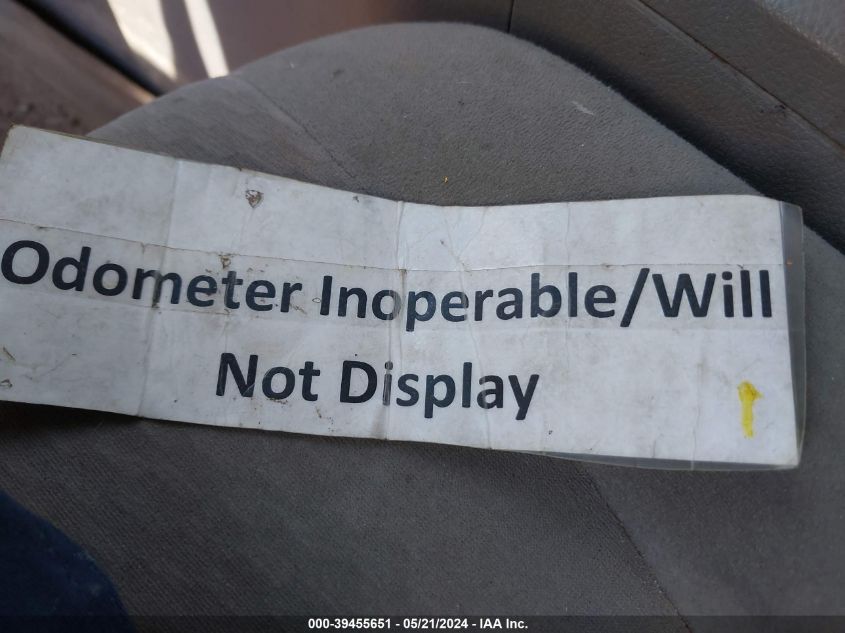 Odometer Inoperable/Will
Not Display
000-39455651 - 05/21/2024 - IAA Inc.